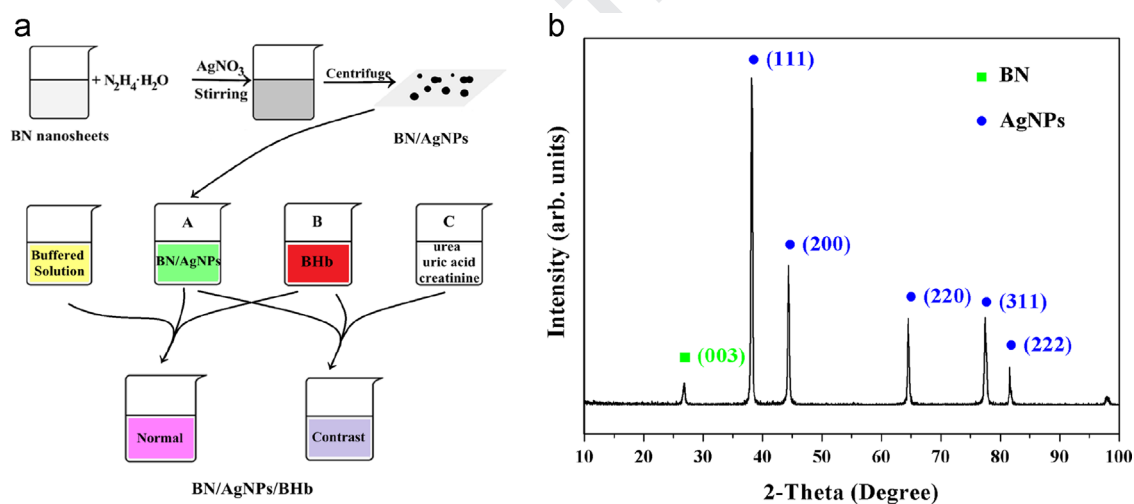 a
+ N₂H₄·H₂O
AgNO₃
Stirring
Centrifuge
BN nanosheets
BN/AgNPs
Buffered
Solution
A
BN/AgNPs
B
BHb
C
urea
uric acid
creatinine
Normal
Contrast
BN/AgNPs/BHb
b
Intensity (arb. units)
(111)
BN
AgNPs
(200)
(220)
(311)
(222)
(003)
10 20 30 40 50 60 70 80 90 100
2-Theta (Degree)